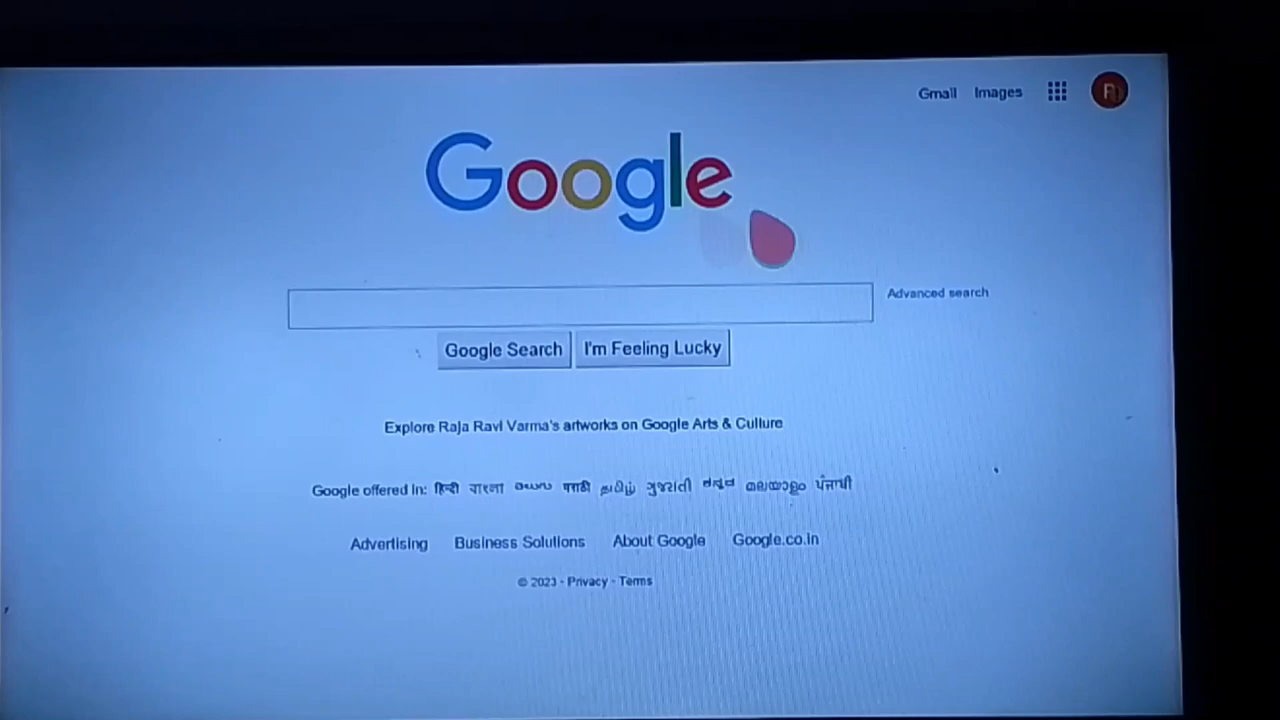 Gmail Images
Google
Advanced search
Google Search I'm Feeling Lucky
Explore Raja Ravi Varma's artworks on Google Arts & Culture
Google offered in: हिन्दी বাংলা తెలుగు मराठी தமிழ் ગુજરાતી ಕನ್ನಡ മലയാളം ਪੰਜਾਬੀ
Advertising Business Solutions About Google Google.co.in
© 2023 - Privacy - Terms